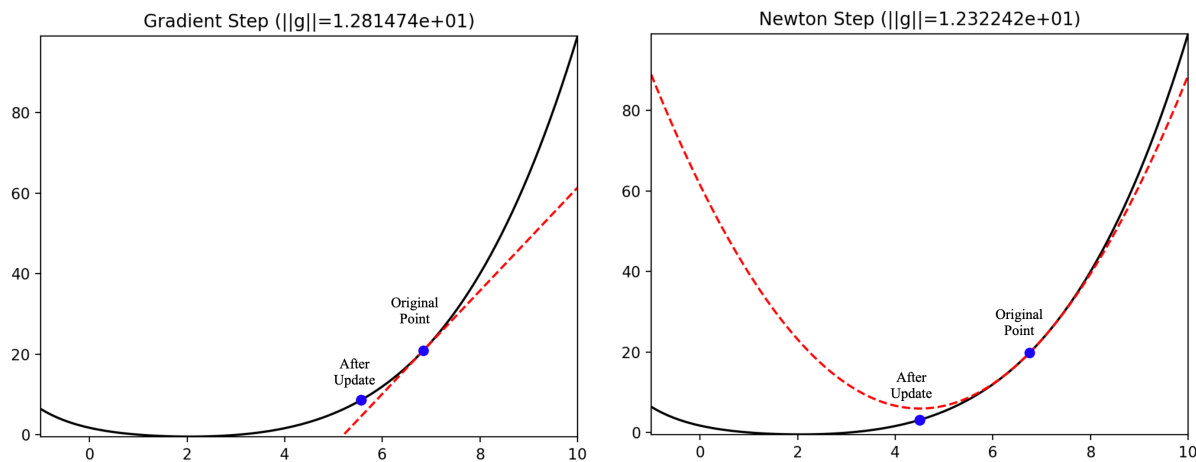 Gradient Step (||g||=1.281474e+01)
80
60
40
20
0
Original
Point
After
Update
0 2 4 6 8 10
Newton Step (||g||=1.232242e+01)
80
60
40
20
0
Original
Point
After
Update
0 2 4 6 8 10